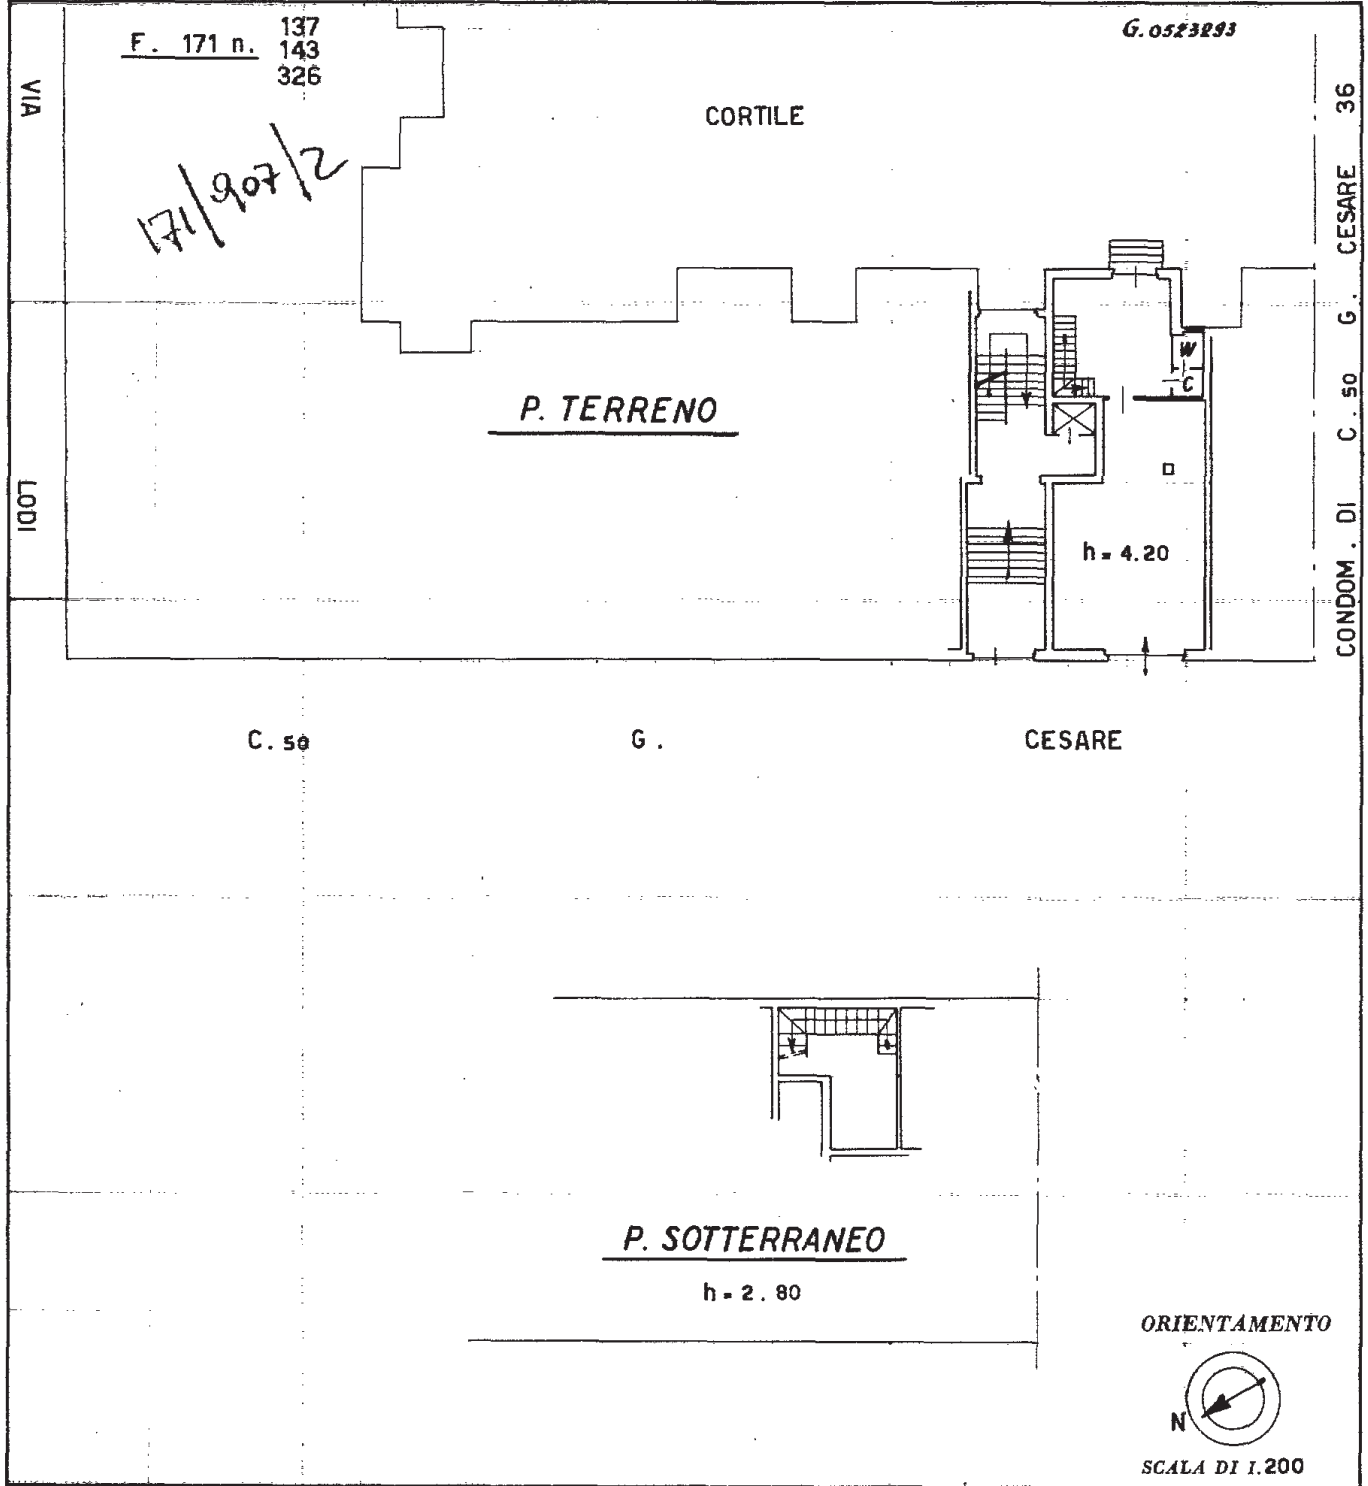 F. 171 n. 137
143
326
G.0523293
VIA
LODI
171/907/2
CORTILE
CONDOM. DI C.so G. CESARE 36
W
C
P. TERRENO
h = 4.20
C.so G. CESARE
P. SOTTERRANEO
h = 2.80
ORIENTAMENTO
N
SCALA DI 1.200